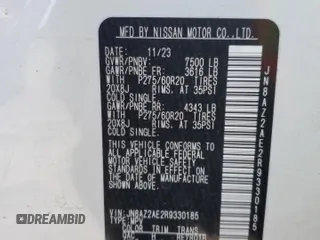 MFD BY NISSAN MOTOR CO.,LTD.
DATE 11/23
GVWR/PNBV: 7500 LB
GAWR/PNBE FR: 3616 LB
TIRES P275/60R20
20X8J RIMS. AT 35PSI
COLD SINGLE.
GAWR/PNBE RR: 4343 LB
TIRES P275/60R20
20X8J RIMS. AT 35PSI
COLD SINGLE.
THIS VEHICLE CONFORMS TO
ALL APPLICABLE FEDERAL
MOTOR VEHICLE SAFETY
STANDARDS IN EFFECT ON
THE DATE OF MANUFACTURE
SHOWN ABOVE.
VIN:JN8AZ2AE2R9330185
TYPE:MPV
COLOR TRIM TRANS
QAC
JN8AZ2AE2R9330185
© AutoBidMaster